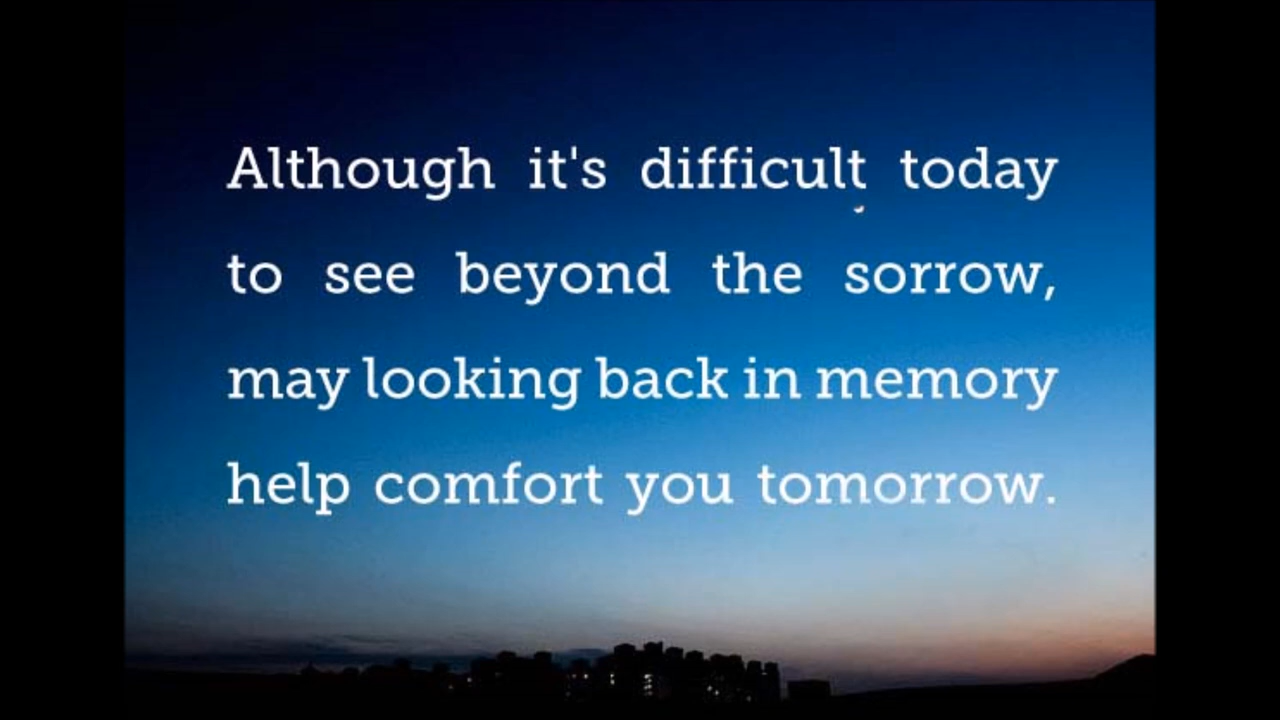 Although it's difficult today
to see beyond the sorrow,
may looking back in memory
help comfort you tomorrow.